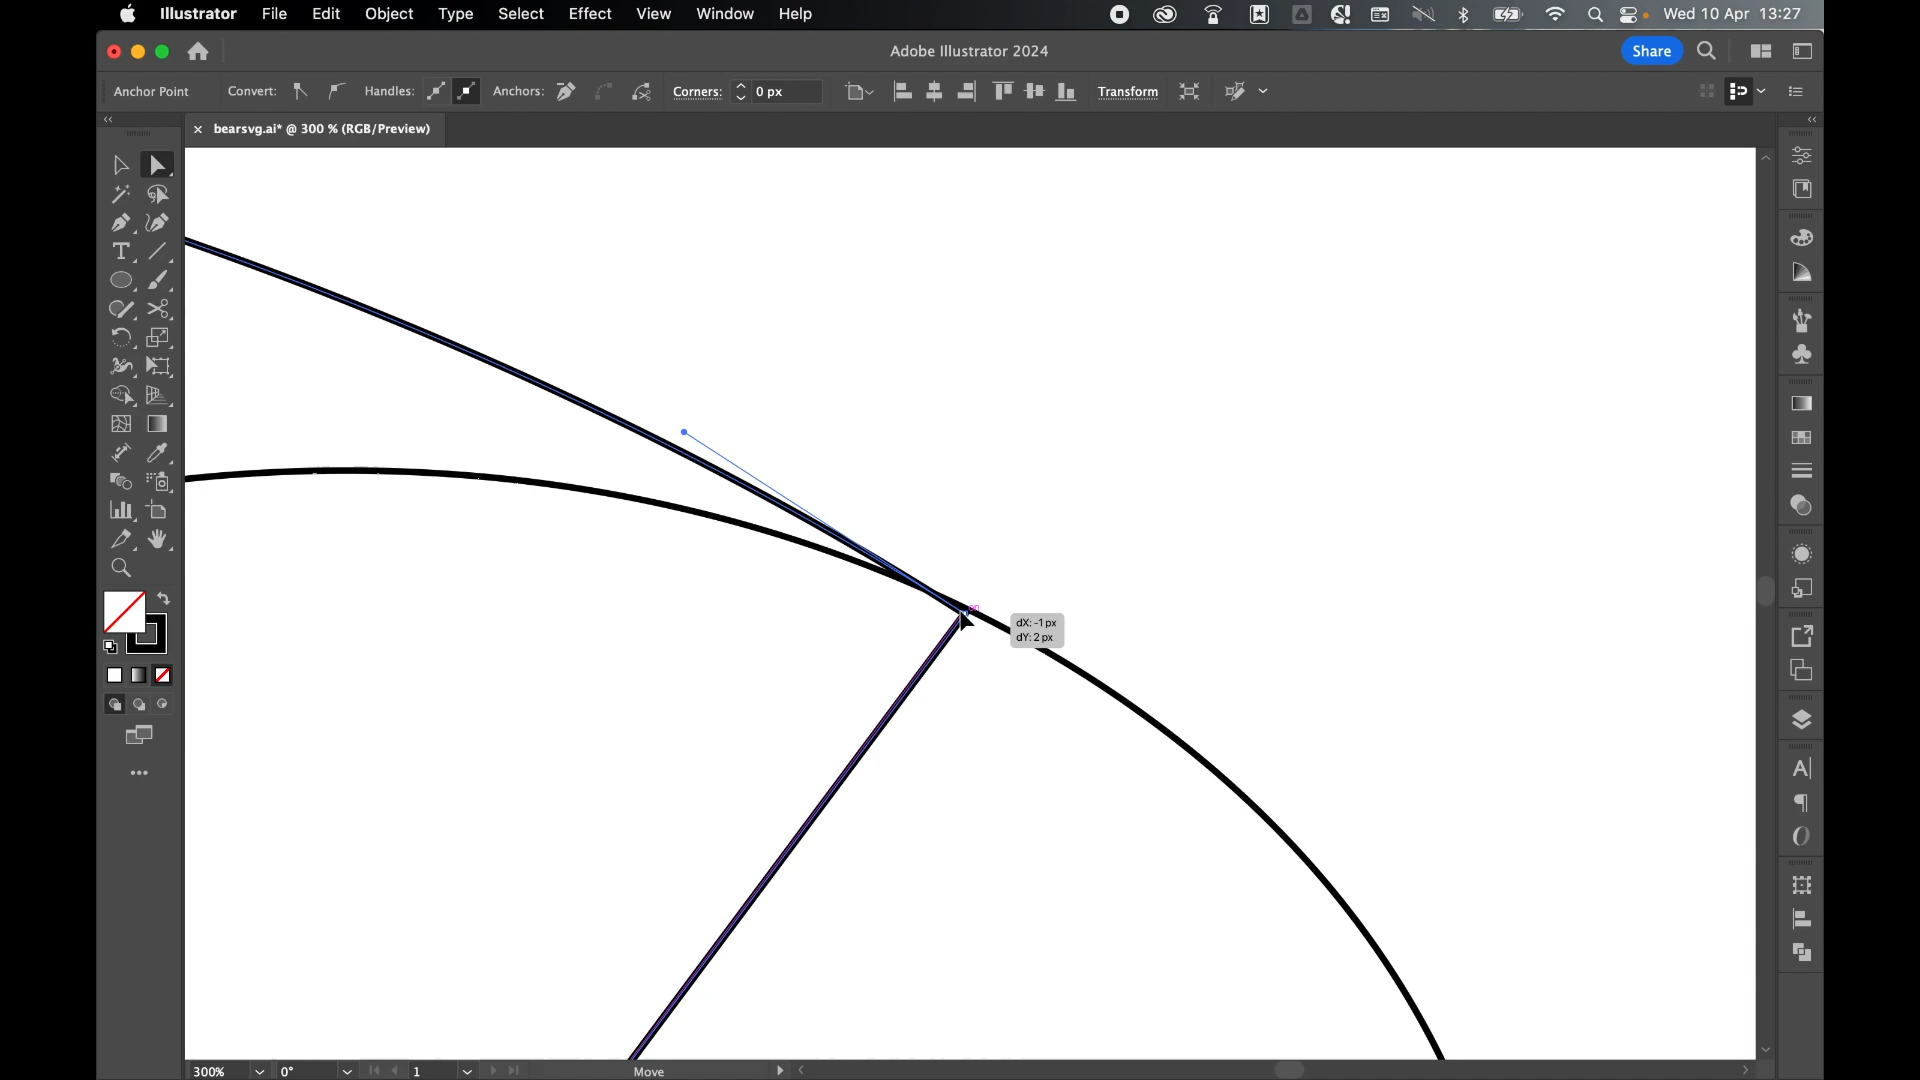 Illustrator File Edit Object Type Select Effect View Window Help Wed 10 Apr 13:27
Adobe Illustrator 2024 Share
Anchor Point Convert: Handles: Anchors: Corners: 0 px Transform
× bearsvg.ai* @ 300 % (RGB/Preview)
dX: -1 px
dY: 2 px
300% 0° 1 Move